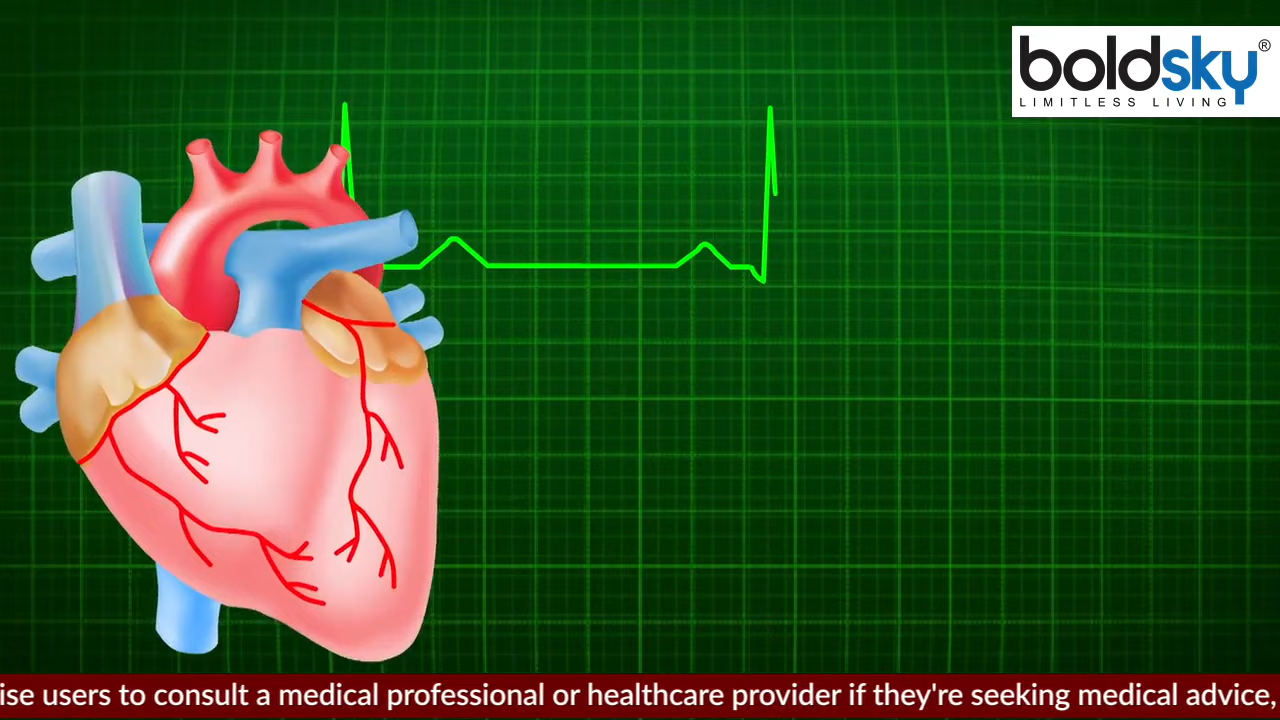 boldsky®
LIMITLESS LIVING
ise users to consult a medical professional or healthcare provider if they're seeking medical advice,